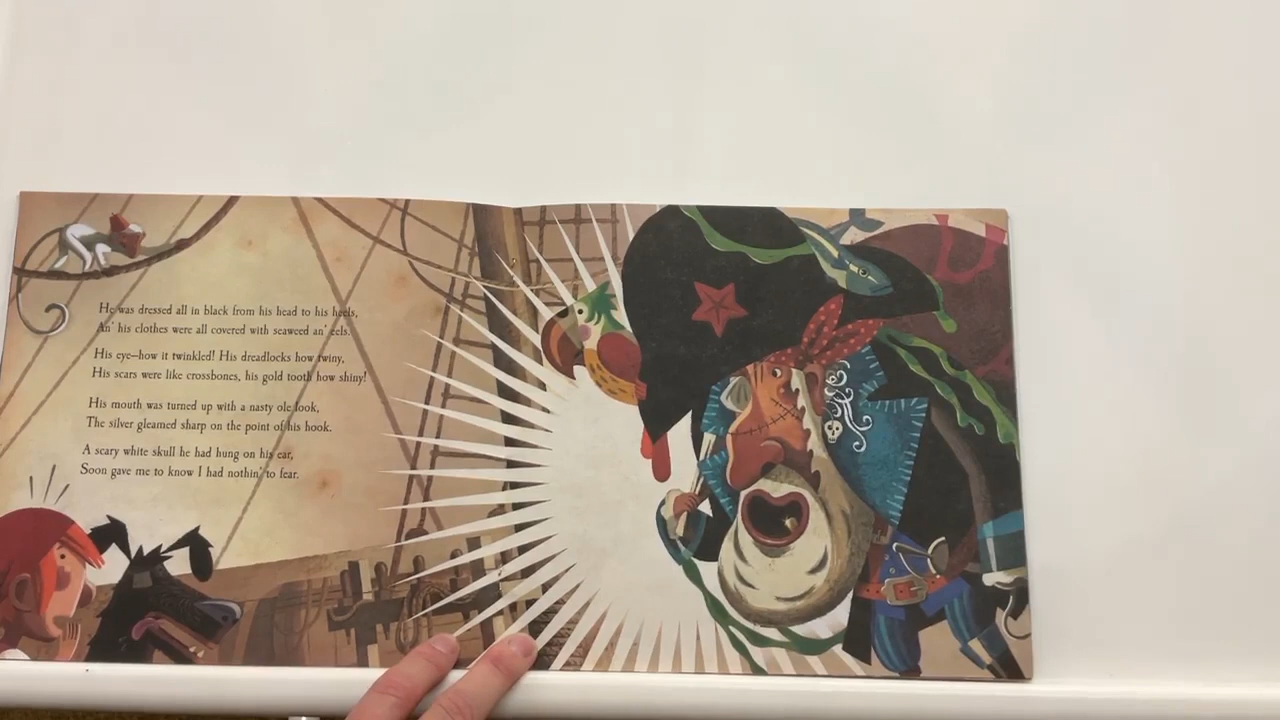 He was dressed all in black from his head to his heels,
An' his clothes were all covered with seaweed an' eels.
His eye—how it twinkled! His dreadlocks how twiny,
His scars were like crossbones, his gold tooth how shiny!
His mouth was turned up with a nasty ole look,
The silver gleamed sharp on the point of his hook.
A scary white skull he had hung on his ear,
Soon gave me to know I had nothin' to fear.